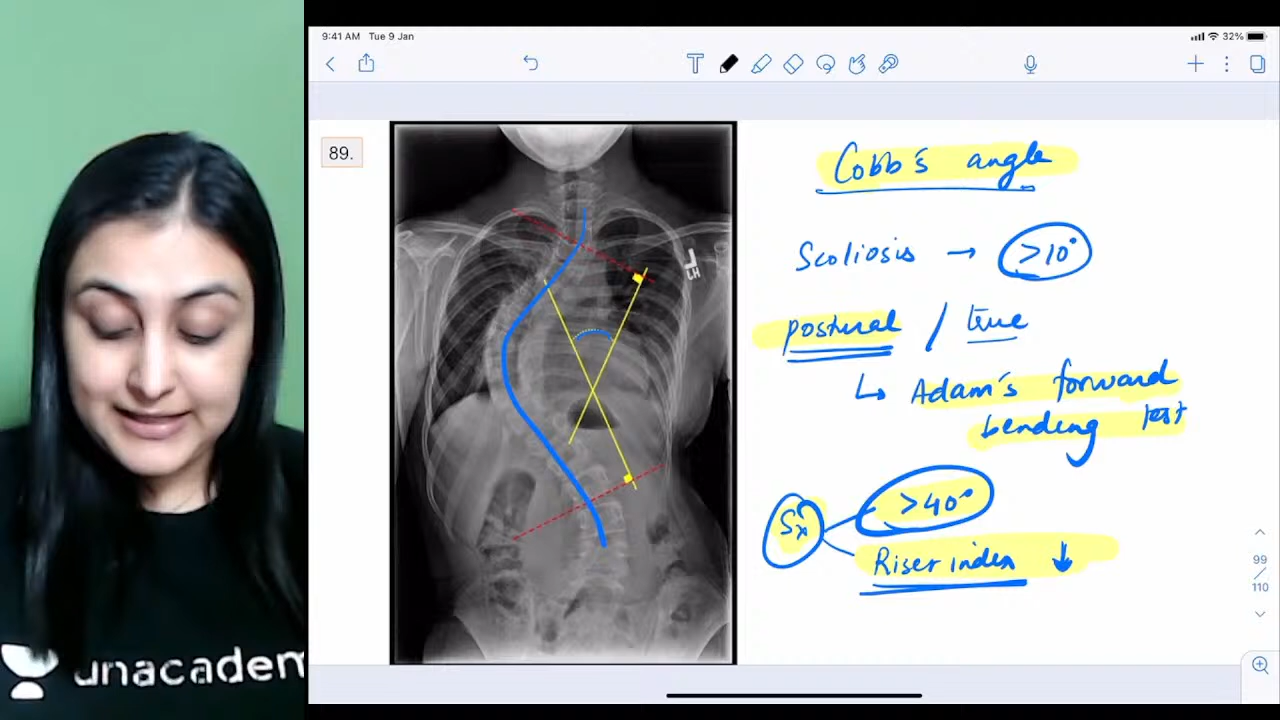 9:41 AM Tue 9 Jan
32%
T
89.
Cobb's angle
Scoliosis → >10°
postural / true
↳ Adam's forward
bending test
LH
Sx
>40°
Riser index ↓
99
/
110
unacadem